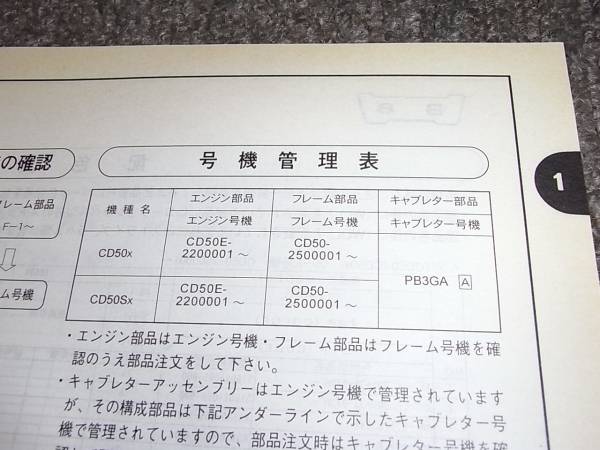 の確認
レーム部品
F-1〜
ム号機
号機管理表
機種名
エンジン部品
フレーム部品
キャブレター部品
エンジン号機
フレーム号機
キャブレター号機
CD50X
CD50E-
2200001 〜
CD50-
2500001 〜
PB3GA A
CD50SX
CD50E-
2200001 〜
CD50-
2500001 〜
・エンジン部品はエンジン号機・フレーム部品はフレーム号機を確
認のうえ部品注文をして下さい。
・キャブレターアッセンブリーはエンジン号機で管理されています
が、その構成部品は下記アンダーラインで示したキャブレター号
機で管理されていますので、部品注文時はキャブレター号機を確
1